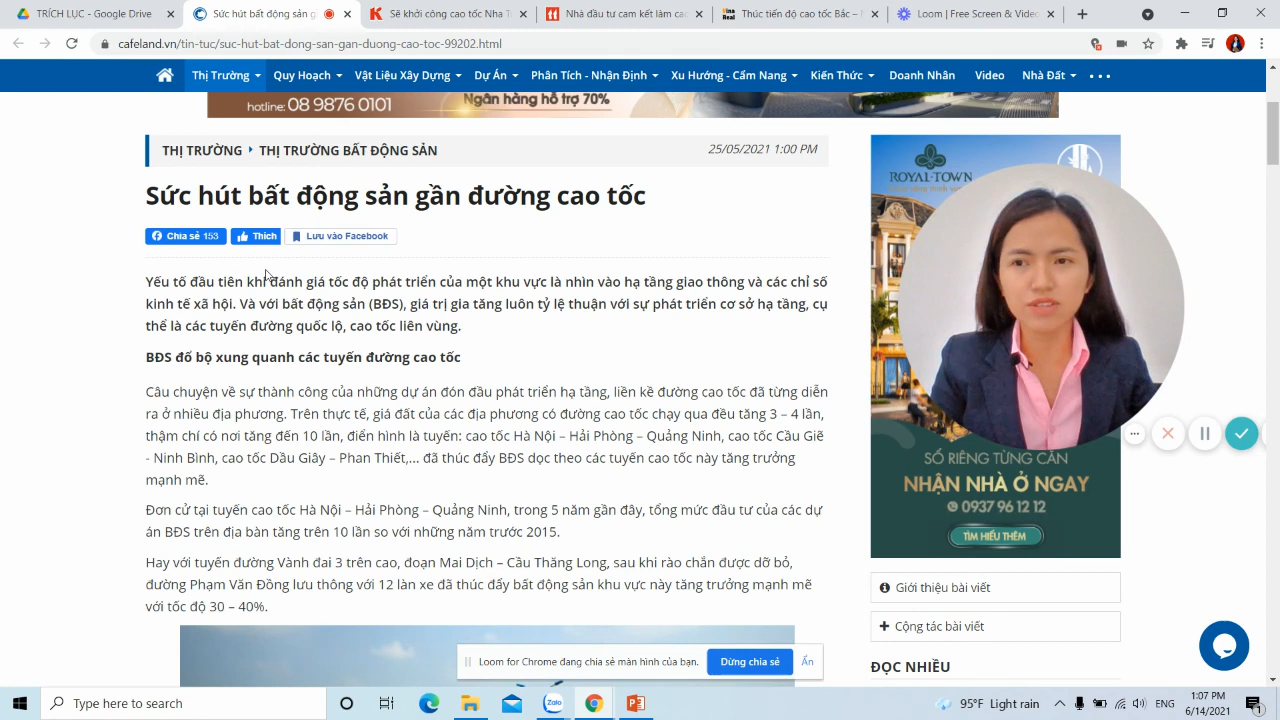 TRÍCH LỤC - Google Drive
Sức hút bất động sản g
Sẽ khởi công cao tốc Nha T
Nhà đầu tư cam kết làm ca
Thúc tiến độ cao tốc Bắc –
Loom | Free Screen & Video
cafeland.vn/tin-tuc/suc-hut-bat-dong-san-gan-duong-cao-toc-99202.html
Thị Trường Quy Hoạch Vật Liệu Xây Dựng Dự Án Phân Tích - Nhận Định Xu Hướng - Cẩm Nang Kiến Thức Doanh Nhân Video Nhà Đất
hotline: 08 9876 0101
Ngân hàng hỗ trợ 70%
THỊ TRƯỜNG THỊ TRƯỜNG BẤT ĐỘNG SẢN 25/05/2021 1:00 PM
Sức hút bất động sản gần đường cao tốc
Chia sẻ 153 Thích Lưu vào Facebook
Yếu tố đầu tiên khi đánh giá tốc độ phát triển của một khu vực là nhìn vào hạ tầng giao thông và các chỉ số
kinh tế xã hội. Và với bất động sản (BĐS), giá trị gia tăng luôn tỷ lệ thuận với sự phát triển cơ sở hạ tầng, cụ
thể là các tuyến đường quốc lộ, cao tốc liên vùng.
BĐS đổ bộ xung quanh các tuyến đường cao tốc
Câu chuyện về sự thành công của những dự án đón đầu phát triển hạ tầng, liền kề đường cao tốc đã từng diễn
ra ở nhiều địa phương. Trên thực tế, giá đất của các địa phương có đường cao tốc chạy qua đều tăng 3 – 4 lần,
thậm chí có nơi tăng đến 10 lần, điển hình là tuyến: cao tốc Hà Nội – Hải Phòng – Quảng Ninh, cao tốc Cầu Giẽ
- Ninh Bình, cao tốc Dầu Giây – Phan Thiết,... đã thúc đẩy BĐS dọc theo các tuyến cao tốc này tăng trưởng
mạnh mẽ.
Đơn cử tại tuyến cao tốc Hà Nội – Hải Phòng – Quảng Ninh, trong 5 năm gần đây, tổng mức đầu tư của các dự
án BĐS trên địa bàn tăng trên 10 lần so với những năm trước 2015.
Hay với tuyến đường Vành đai 3 trên cao, đoạn Mai Dịch – Cầu Thăng Long, sau khi rào chắn được dỡ bỏ,
đường Phạm Văn Đồng lưu thông với 12 làn xe đã thúc đẩy bất động sản khu vực này tăng trưởng mạnh mẽ
với tốc độ 30 – 40%.
ROYAL TOWN
SỔ RIÊNG TỪNG CĂN
NHẬN NHÀ Ở NGAY
0937 96 12 12
TÌM HIỂU THÊM
Giới thiệu bài viết
Cộng tác bài viết
ĐỌC NHIỀU
Loom for Chrome đang chia sẻ màn hình của bạn. Dừng chia sẻ Ẩn
Type here to search
Zalo
95°F Light rain
ENG
1:07 PM
6/14/2021
1